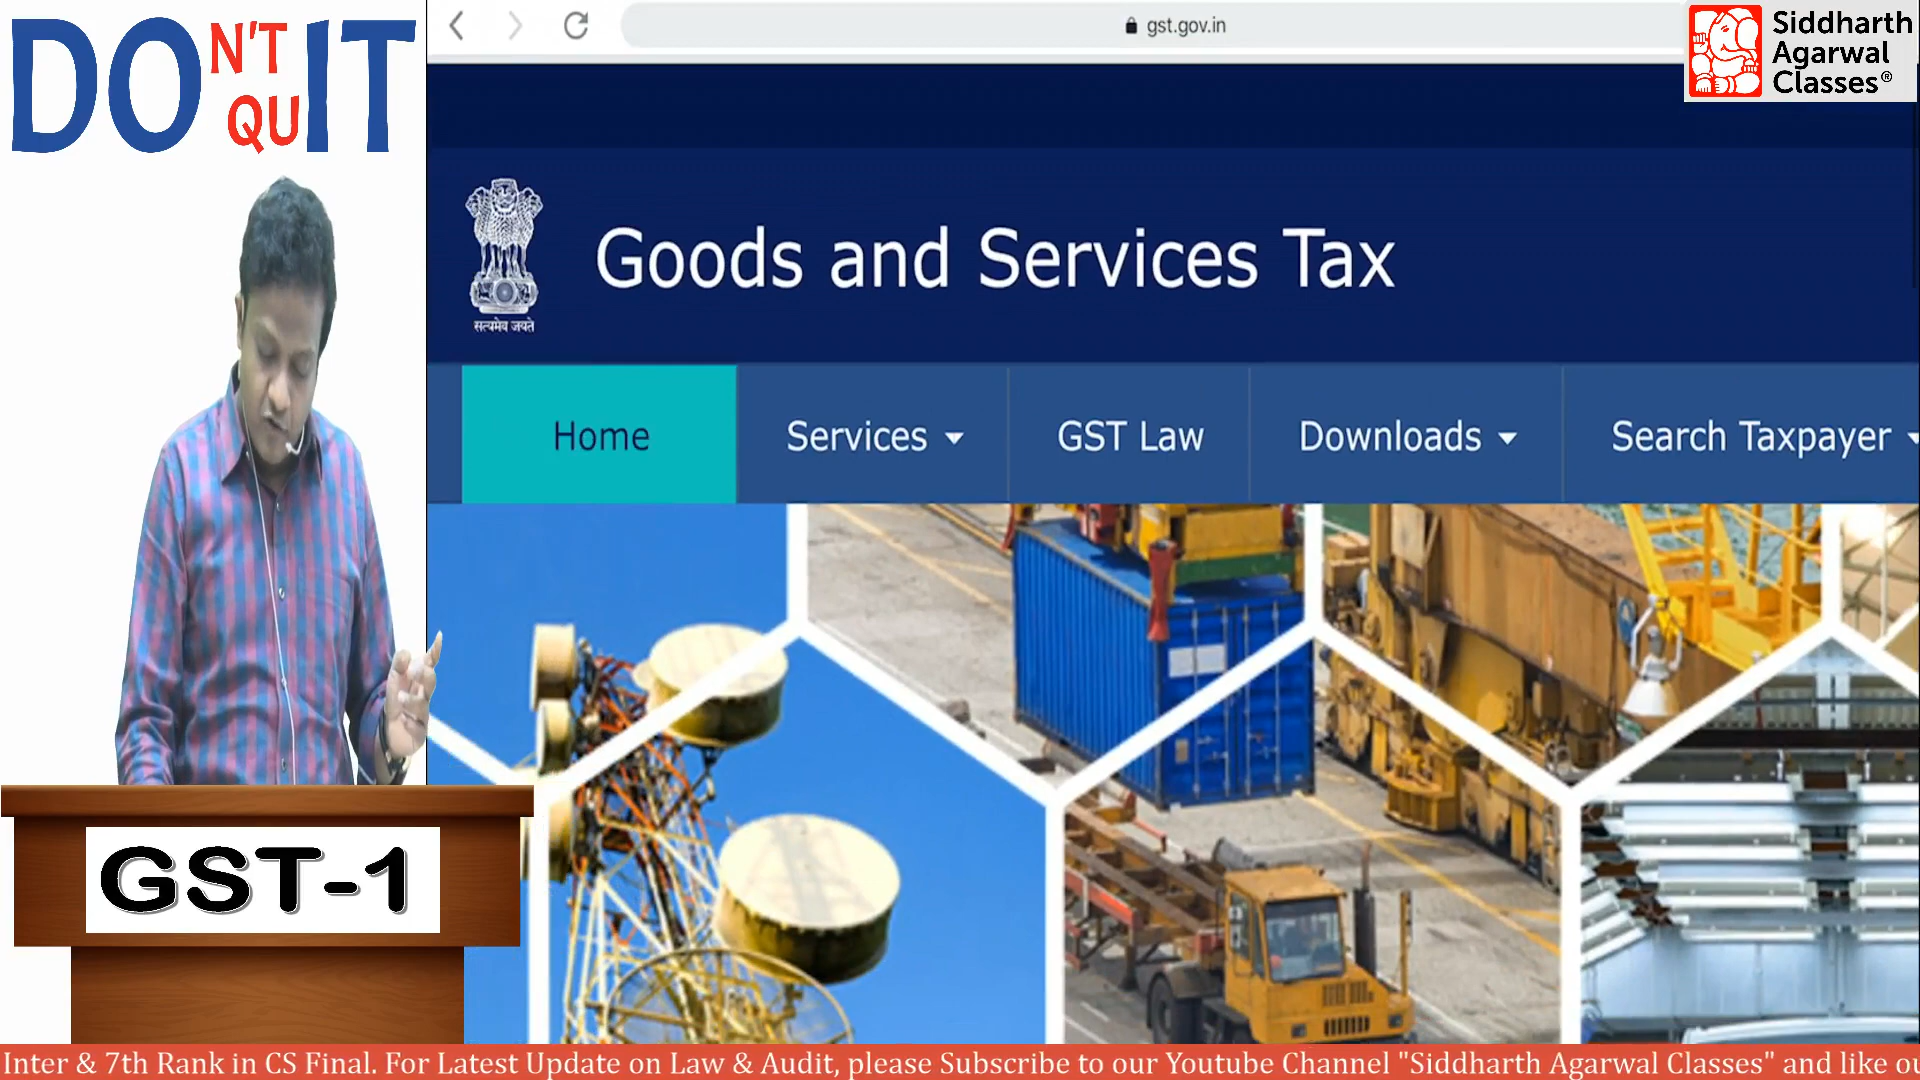 DON'T QUIT
gst.gov.in
Siddharth
Agarwal
Classes®
सत्यमेव जयते
Goods and Services Tax
Home
Services
GST Law
Downloads
Search Taxpayer
GST-1
Inter & 7th Rank in CS Final. For Latest Update on Law & Audit, please Subscribe to our Youtube Channel "Siddharth Agarwal Classes" and like ou